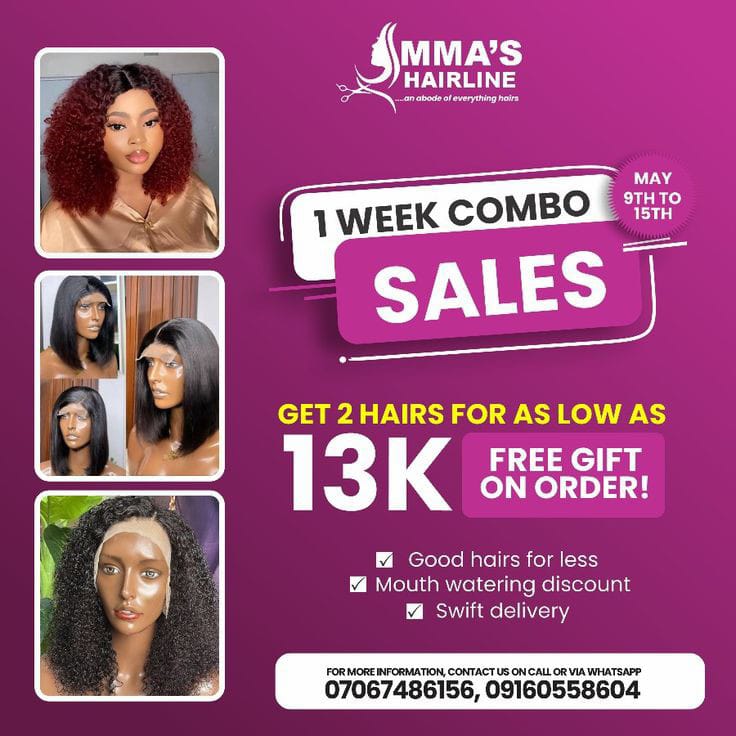 MMA'S
HAIRLINE
....an abode of everything hairs
1 WEEK COMBO
SALES
MAY
9TH TO
15TH
GET 2 HAIRS FOR AS LOW AS
13K
FREE GIFT
ON ORDER!
Good hairs for less
Mouth watering discount
Swift delivery
FOR MORE INFORMATION, CONTACT US ON CALL OR VIA WHATSAPP
07067486156, 09160558604